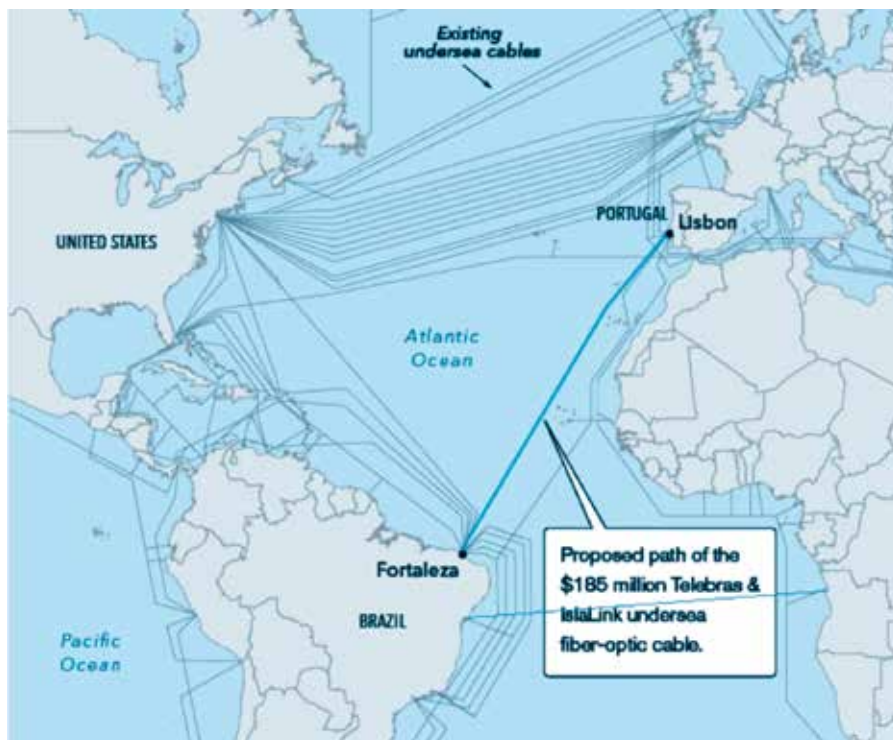 Existing
undersea cables
PORTUGAL
Lisbon
UNITED STATES
Atlantic
Ocean
Fortaleza
BRAZIL
Proposed path of the
$185 million Telebras &
IslaLink undersea
fiber-optic cable.
Pacific
Ocean